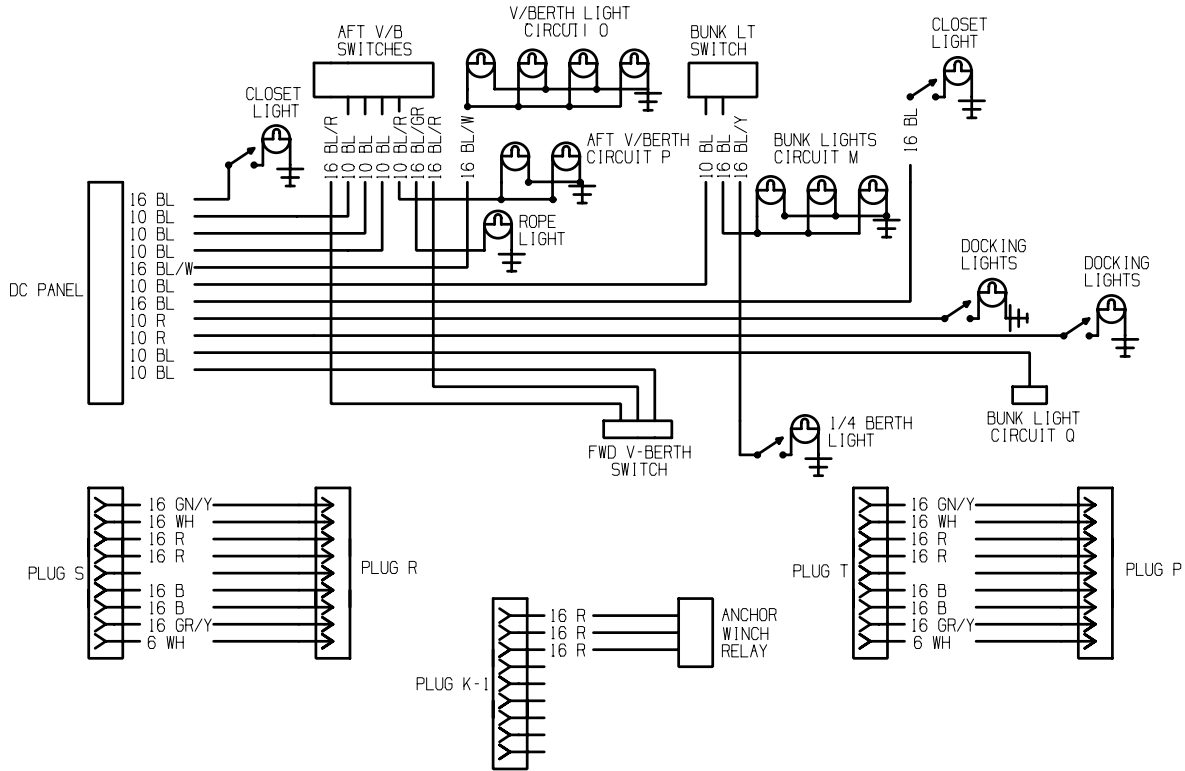 V/BERTH LIGHT
CIRCUIT O
AFT V/B
SWITCHES
BUNK LT
SWITCH
CLOSET
LIGHT
CLOSET
LIGHT
16 BL/R
10 BL
10 BL
10 BL
10 BL/R
16 BL/GR
16 BL/R
16 BL/W
AFT V/BERTH
CIRCUIT P
10 BL
16 BL
16 BL/Y
BUNK LIGHTS
CIRCUIT M
16 BL
ROPE
LIGHT
DOCKING
LIGHTS
DOCKING
LIGHTS
DC PANEL
16 BL
10 BL
10 BL
10 BL
16 BL/W
10 BL
16 BL
10 R
10 R
10 BL
10 BL
FWD V-BERTH
SWITCH
1/4 BERTH
LIGHT
BUNK LIGHT
CIRCUIT Q
PLUG S
16 GN/Y
16 WH
16 R
16 R
16 B
16 B
16 GR/Y
6 WH
PLUG R
PLUG K-1
16 R
16 R
16 R
ANCHOR
WINCH
RELAY
PLUG T
16 GN/Y
16 WH
16 R
16 R
16 B
16 B
16 GR/Y
6 WH
PLUG P